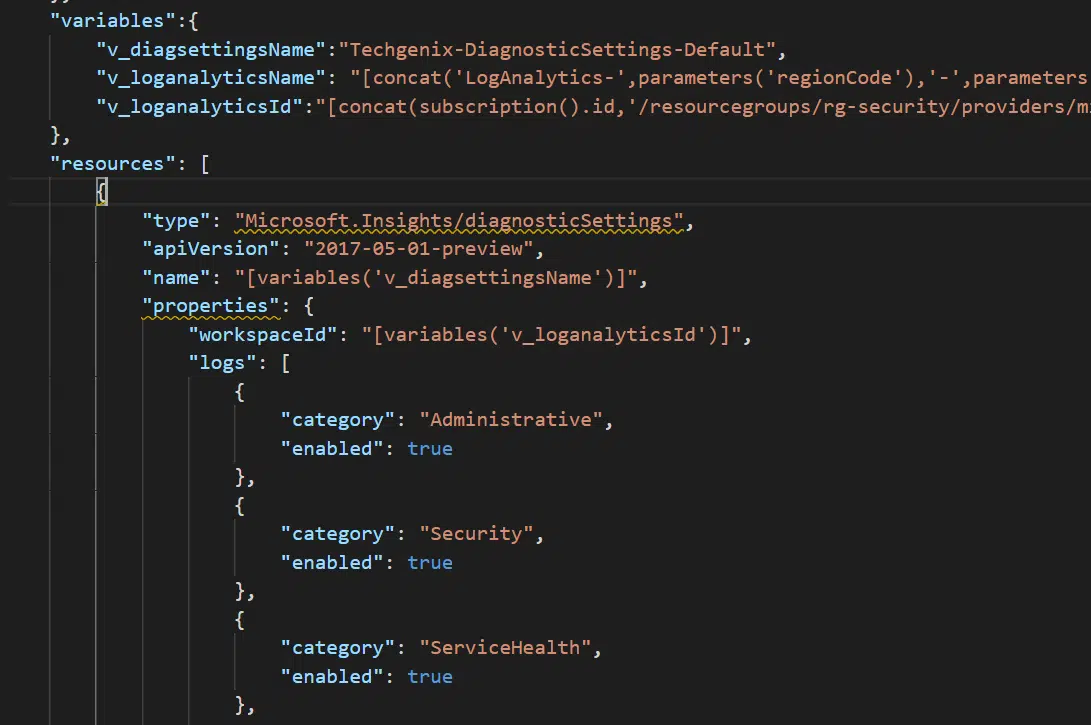 },
"variables":{
"v_diagsettingsName":"Techgenix-DiagnosticSettings-Default",
"v_loganalyticsName": "[concat('LogAnalytics-',parameters('regionCode'),'-',parameters
"v_loganalyticsId":"[concat(subscription().id,'/resourcegroups/rg-security/providers/mi
},
"resources": [
{
"type": "Microsoft.Insights/diagnosticSettings",
"apiVersion": "2017-05-01-preview",
"name": "[variables('v_diagsettingsName')]",
"properties": {
"workspaceId": "[variables('v_loganalyticsId')]",
"logs": [
{
"category": "Administrative",
"enabled": true
},
{
"category": "Security",
"enabled": true
},
{
"category": "ServiceHealth",
"enabled": true
},